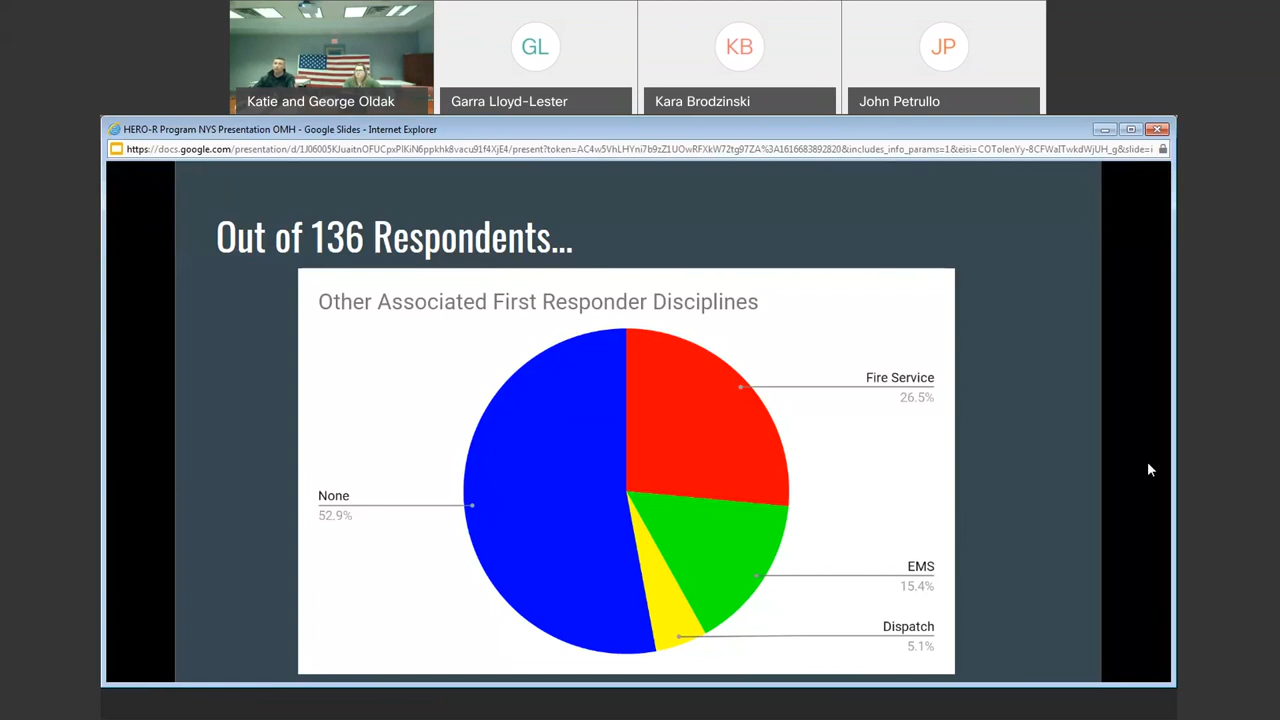 GL
KB
JP
Katie and George Oldak
Garra Lloyd-Lester
Kara Brodzinski
John Petrullo
HERO-R Program NYS Presentation OMH - Google Slides - Internet Explorer
Out of 136 Respondents...
Other Associated First Responder Disciplines
Fire Service
26.5%
None
52.9%
EMS
15.4%
Dispatch
5.1%